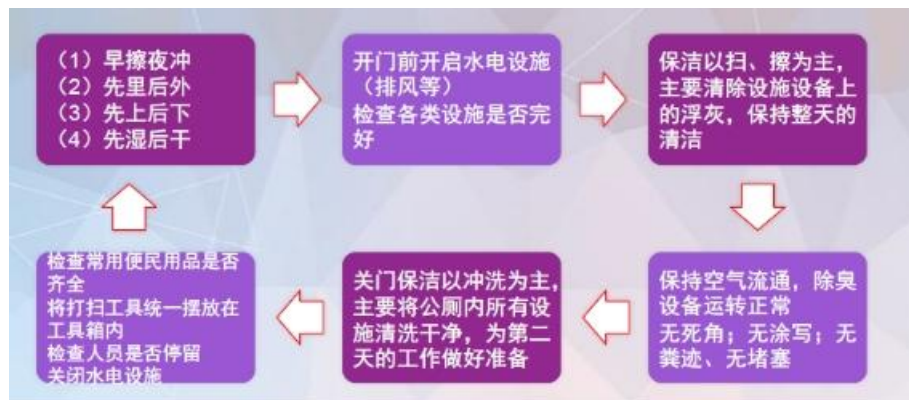 （1）早擦夜冲
（2）先里后外
（3）先上后下
（4）先湿后干
开门前开启水电设施
（排风等）
检查各类设施是否完
好
保洁以扫、擦为主，
主要清除设施设备上
的浮灰，保持整天的
清洁
保持空气流通，除臭
设备运转正常
无死角；无涂写；无
粪迹、无堵塞
关门保洁以冲洗为主，
主要将公厕内所有设
施清洗干净，为第二
天的工作做好准备
检查常用便民用品是否
齐全
将打扫工具统一摆放在
工具箱内
检查人员是否停留
关闭水电设施